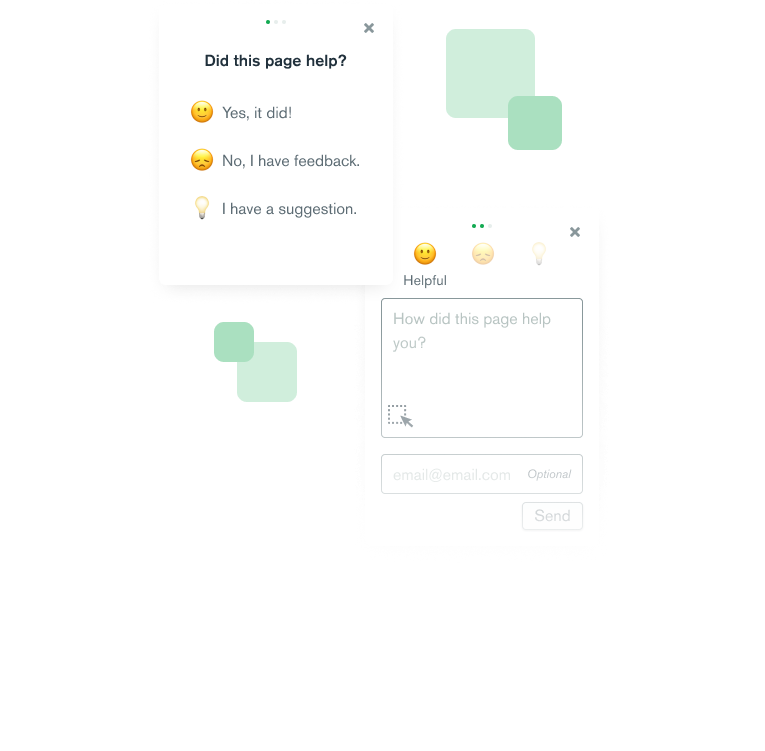 Did this page help?
Yes, it did!
No, I have feedback.
I have a suggestion.
Helpful
How did this page help
you?
email@email.com Optional
Send